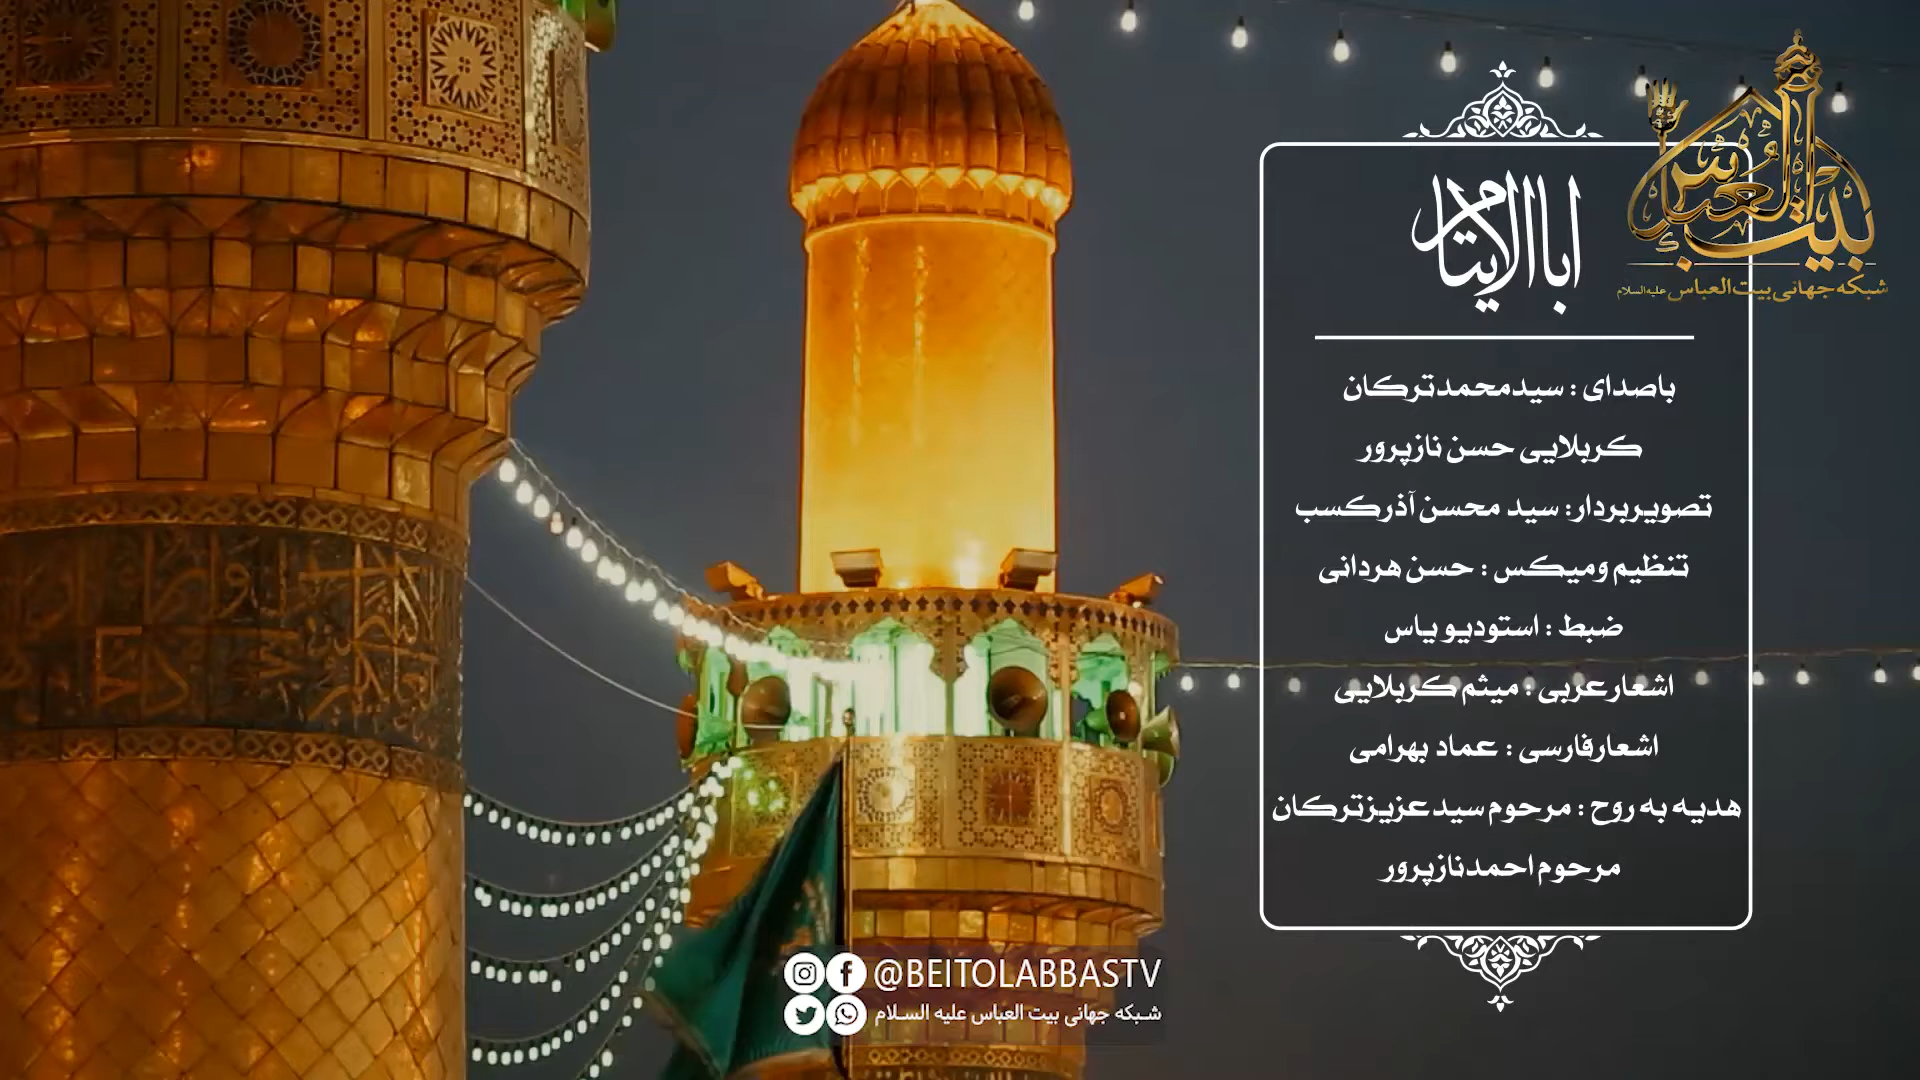 اباالایتام
بیت العباس
شبکه جهانی بیت العباس علیه السلام
باصدای : سیدمحمدترکان
کربلایی حسن نازپرور
تصویربردار: سید محسن آذرکسب
تنظیم ومیکس : حسن هردانی
ضبط : استودیو یاس
اشعارعربی : میثم کربلایی
اشعارفارسی : عماد بهرامی
هدیه به روح : مرحوم سیدعزیزترکان
مرحوم احمدنازپرور
@BEITOLABBASTV
شبکه جهانی بیت العباس علیه السلام